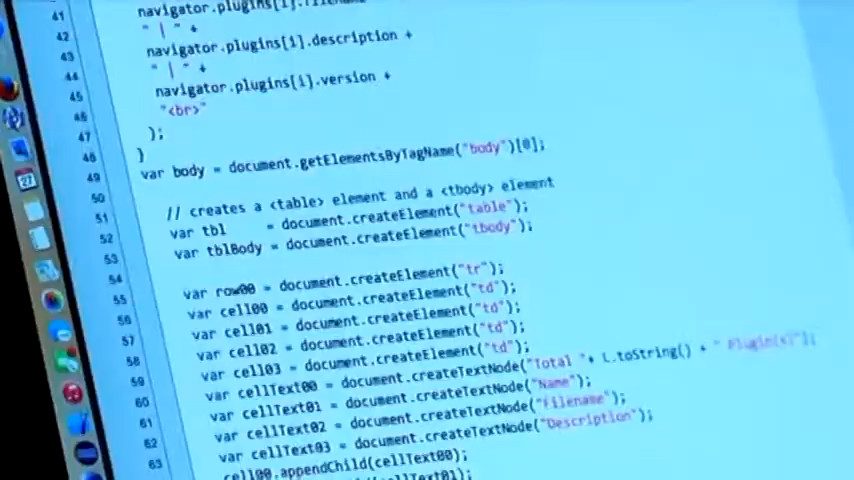 41 navigator.plugins[i].filename
42 " | " +
43 navigator.plugins[i].description +
44 " | " +
45 navigator.plugins[i].version +
46 "<br>"
47 );
48 }
49 var body = document.getElementsByTagName("body")[0];
50
51 // creates a <table> element and a <tbody> element
52 var tbl = document.createElement("table");
53 var tblBody = document.createElement("tbody");
54
55 var row00 = document.createElement("tr");
56 var cell00 = document.createElement("td");
57 var cell01 = document.createElement("td");
58 var cell02 = document.createElement("td");
59 var cell03 = document.createElement("td");
60 var cellText00 = document.createTextNode("Total "+ L.toString() + " Plugin(s)");
61 var cellText01 = document.createTextNode("Name");
62 var cellText02 = document.createTextNode("Filename");
63 var cellText03 = document.createTextNode("Description");
cell00.appendChild(cellText00);
(cellText01);
27